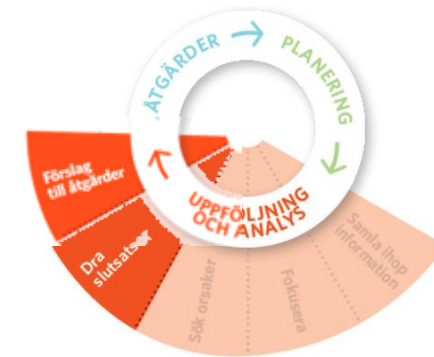 ÅTGÄRDER
PLANERING
UPPFÖLJNING
OCH ANALYS
Förslag
till åtgärder
Dra
slutsatser
Sök orsaker
Fokusera
Samla ihop
information